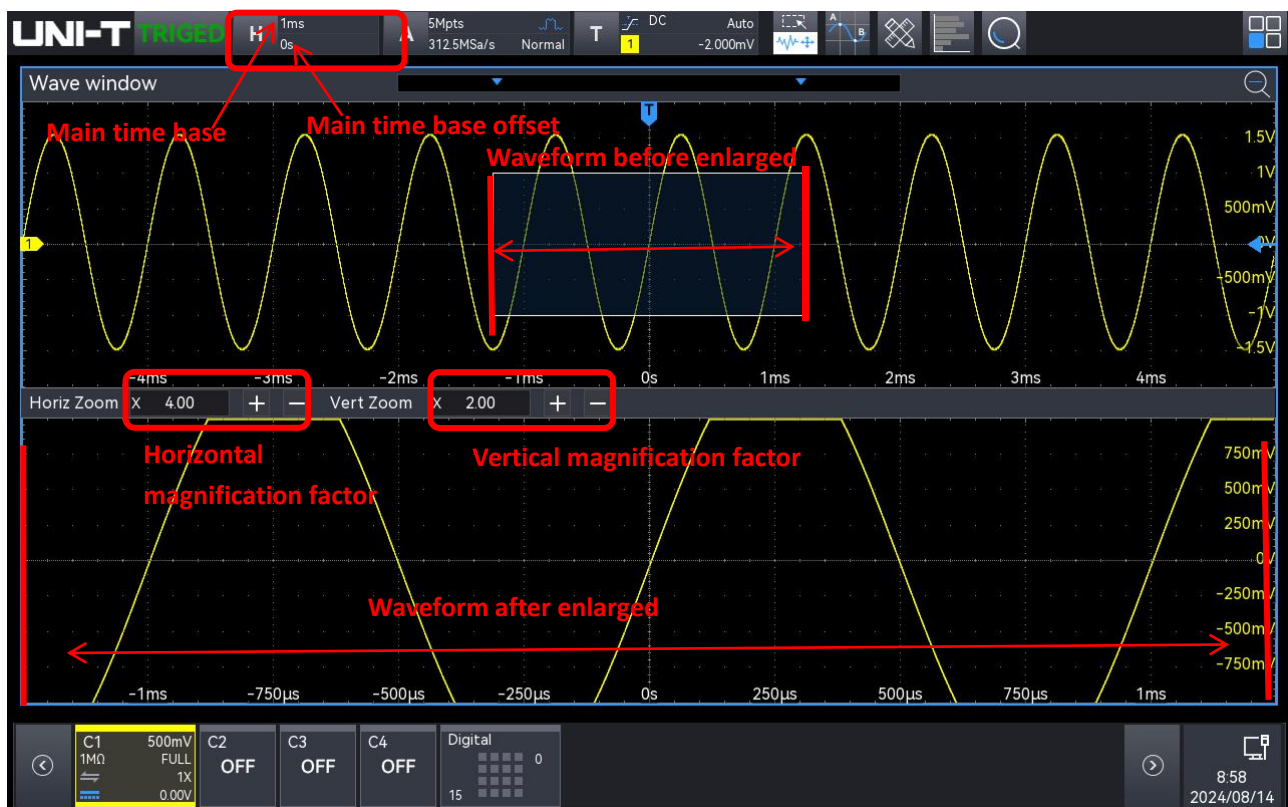 UNI-T TRIGED H 1ms A 5Mpts T DC Auto
0s 312.5MSa/s Normal 1 -2.000mV
A B
Wave window
T
Main time base Main time base offset
1.5V
Waveform before enlarged
1V
500mV
1 0V
-500mV
-1V
-1.5V
-4ms -3ms -2ms -1ms 0s 1ms 2ms 3ms 4ms
Horiz Zoom X 4.00 + - Vert Zoom X 2.00 + -
Horizontal
magnification factor
Vertical magnification factor
750mV
500mV
250mV
0V
-250mV
Waveform after enlarged
-500mV
-750mV
-1ms -750µs -500µs -250µs 0s 250µs 500µs 750µs 1ms
C1 500mV C2 C3 C4 Digital
1MΩ FULL OFF OFF OFF 0
1X
0.00V 15
8:58
2024/08/14